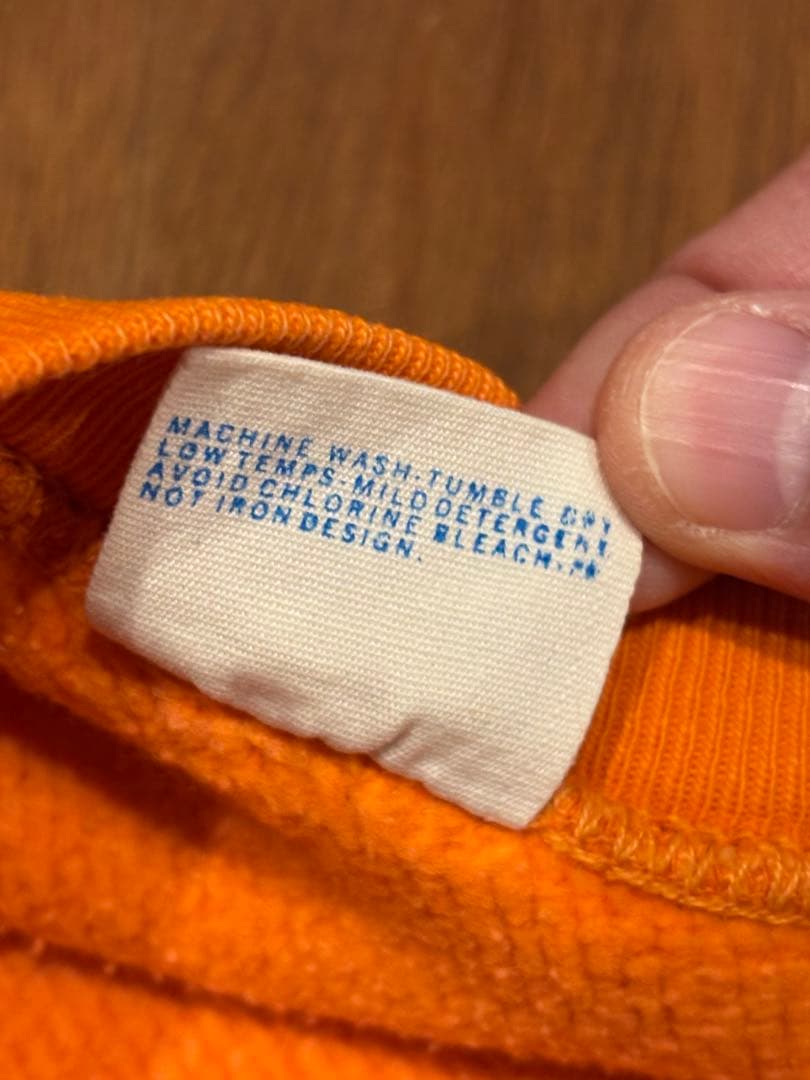 MACHINE WASH-TUMBLE DRY
LOW TEMPS-MILD DETERGENT
AVOID CHLORINE BLEACH-
NOT IRON DESIGN.